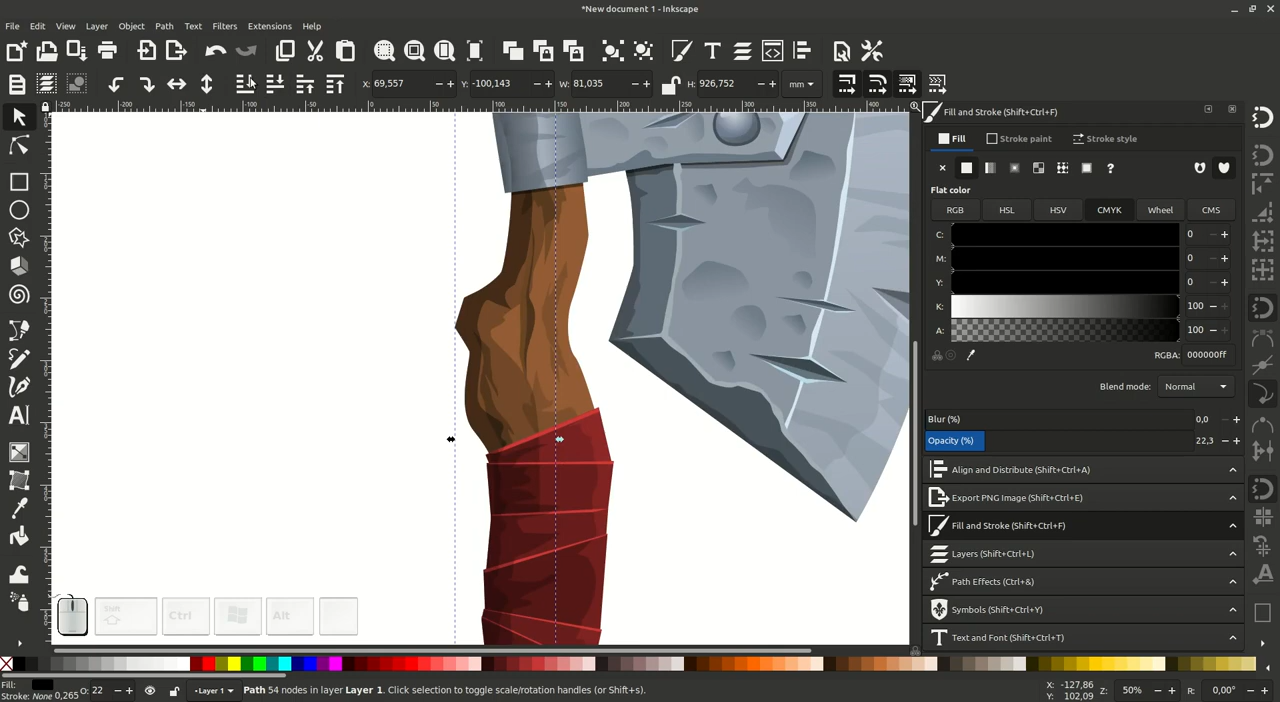 *New document 1 - Inkscape
File Edit View Layer Object Path Text Filters Extensions Help
X: 69,557 Y: -100,143 W: 81,035 H: 926,752 mm
Fill and Stroke (Shift+Ctrl+F)
Fill Stroke paint Stroke style
Flat color
RGB HSL HSV CMYK Wheel CMS
C: 0
M: 0
Y: 0
K: 100
A: 100
RGBA: 000000ff
Blend mode: Normal
Blur (%) 0,0
Opacity (%) 22,3
Align and Distribute (Shift+Ctrl+A)
Export PNG Image (Shift+Ctrl+E)
Fill and Stroke (Shift+Ctrl+F)
Layers (Shift+Ctrl+L)
Path Effects (Ctrl+&)
Symbols (Shift+Ctrl+Y)
Text and Font (Shift+Ctrl+T)
Shift Ctrl Alt
Fill:
Stroke: None 0,265
O: 22
Layer 1
Path 54 nodes in layer Layer 1. Click selection to toggle scale/rotation handles (or Shift+s).
X: -127,86
Y: 102,09
Z: 50%
R: 0,00°